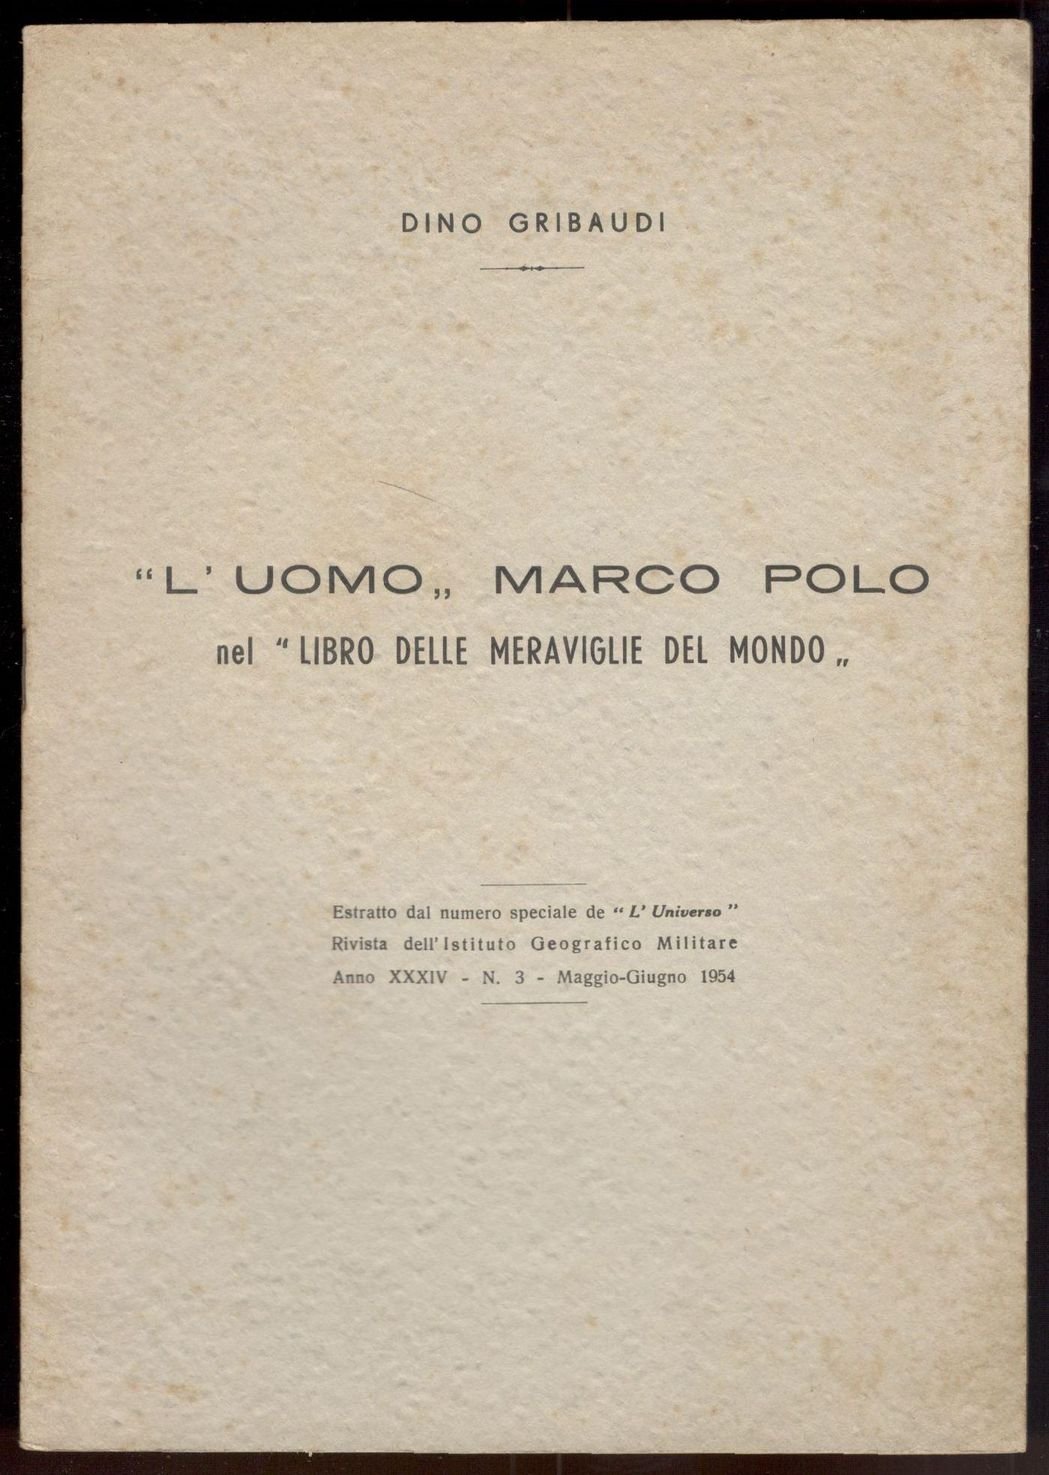 DINO GRIBAUDI
“L' UOMO„ MARCO POLO
nel “LIBRO DELLE MERAVIGLIE DEL MONDO„
Estratto dal numero speciale de “L' Universo”
Rivista dell'Istituto Geografico Militare
Anno XXXIV - N. 3 - Maggio-Giugno 1954